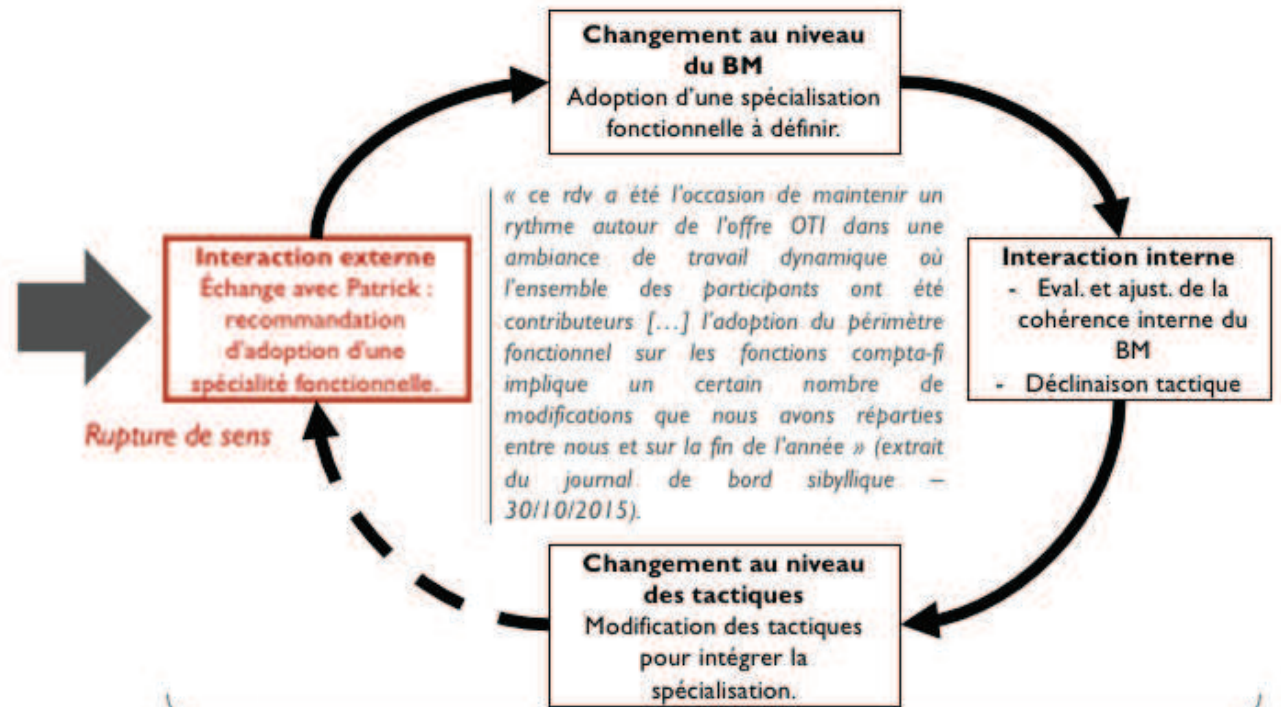 Changement au niveau
du BM
Adoption d'une spécialisation
fonctionnelle à définir.
« ce rdv a été l'occasion de maintenir un
rythme autour de l'offre OTI dans une
ambiance de travail dynamique où
l'ensemble des participants ont été
contributeurs […] l'adoption du périmètre
fonctionnel sur les fonctions compta-fi
implique un certain nombre de
modifications que nous avons réparties
entre nous et sur la fin de l'année » (extrait
du journal de bord sibyllique –
30/10/2015).
Interaction externe
Échange avec Patrick :
recommandation
d'adoption d'une
spécialité fonctionnelle.
Rupture de sens
Interaction interne
- Eval. et ajust. de la
cohérence interne du
BM
- Déclinaison tactique
Changement au niveau
des tactiques
Modification des tactiques
pour intégrer la
spécialisation.